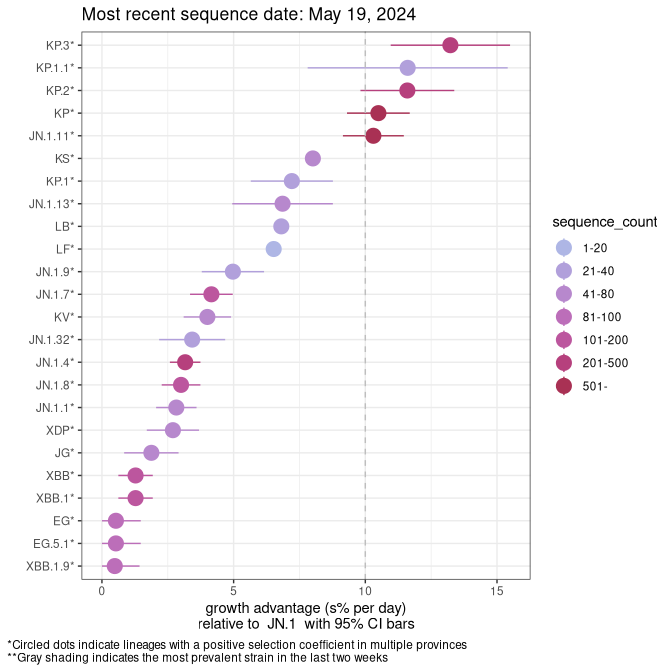 Most recent sequence date: May 19, 2024
KP.3*
KP.1.1*
KP.2*
KP*
JN.1.11*
KS*
KP.1*
JN.1.13*
LB*
LF*
JN.1.9*
JN.1.7*
KV*
JN.1.32*
JN.1.4*
JN.1.8*
JN.1.1*
XDP*
JG*
XBB*
XBB.1*
EG*
EG.5.1*
XBB.1.9*
0 5 10 15
growth advantage (s% per day)
relative to JN.1 with 95% CI bars
sequence_count
1-20
21-40
41-80
81-100
101-200
201-500
501-
*Circled dots indicate lineages with a positive selection coefficient in multiple provinces
**Gray shading indicates the most prevalent strain in the last two weeks